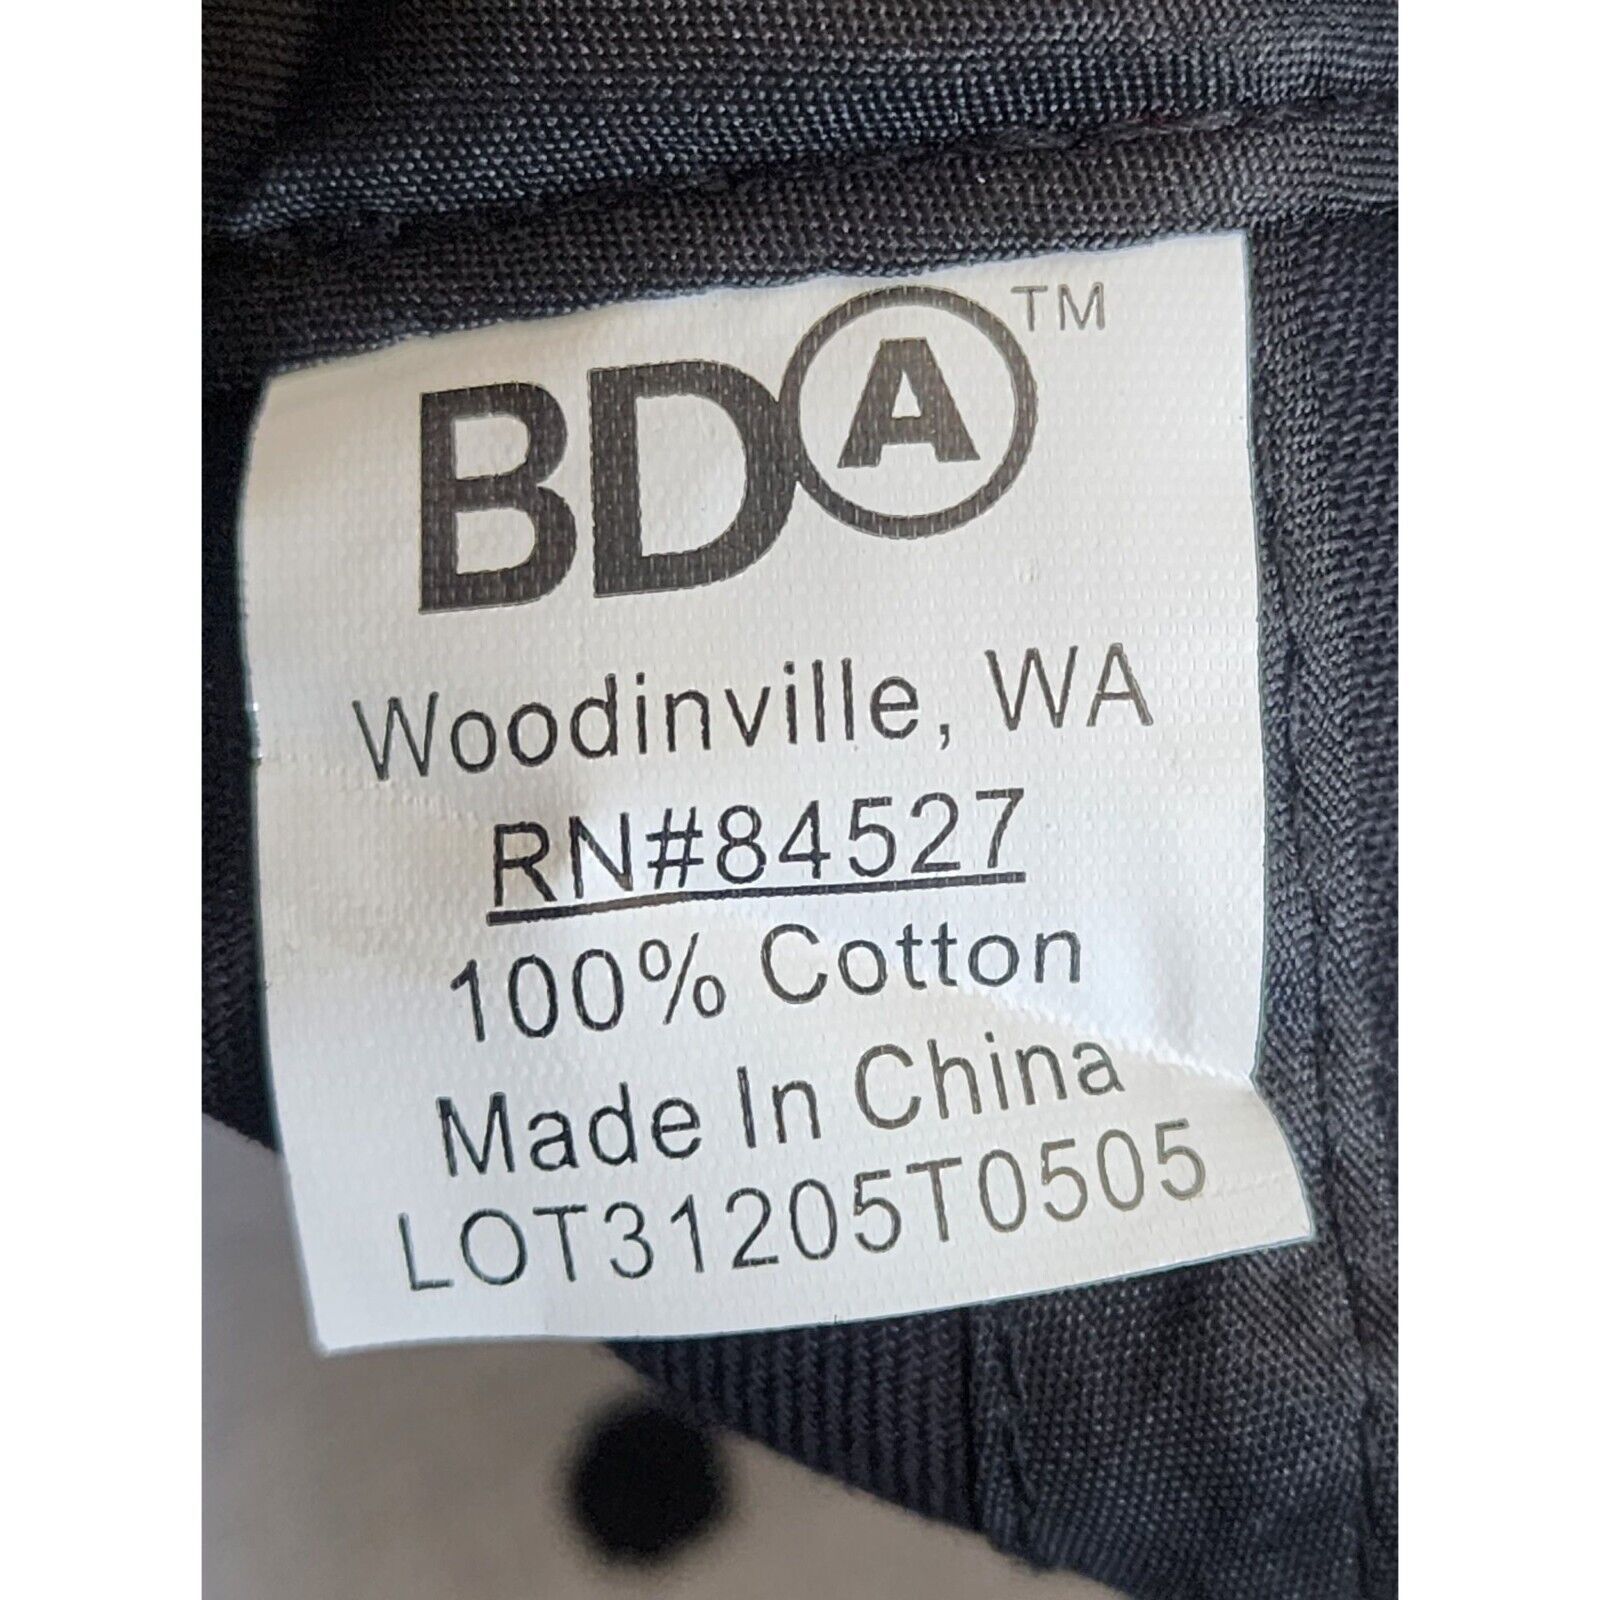 BDA™
Woodinville, WA
RN#84527
100% Cotton
Made In China
LOT31205T0505